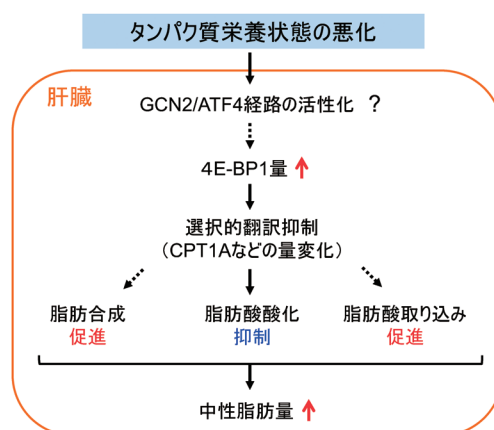 タンパク質栄養状態の悪化
肝臓
GCN2/ATF4経路の活性化 ?
4E-BP1量↑
選択的翻訳抑制
（CPT1Aなどの量変化）
脂肪合成 脂肪酸酸化 脂肪酸取り込み
促進 抑制 促進
中性脂肪量↑